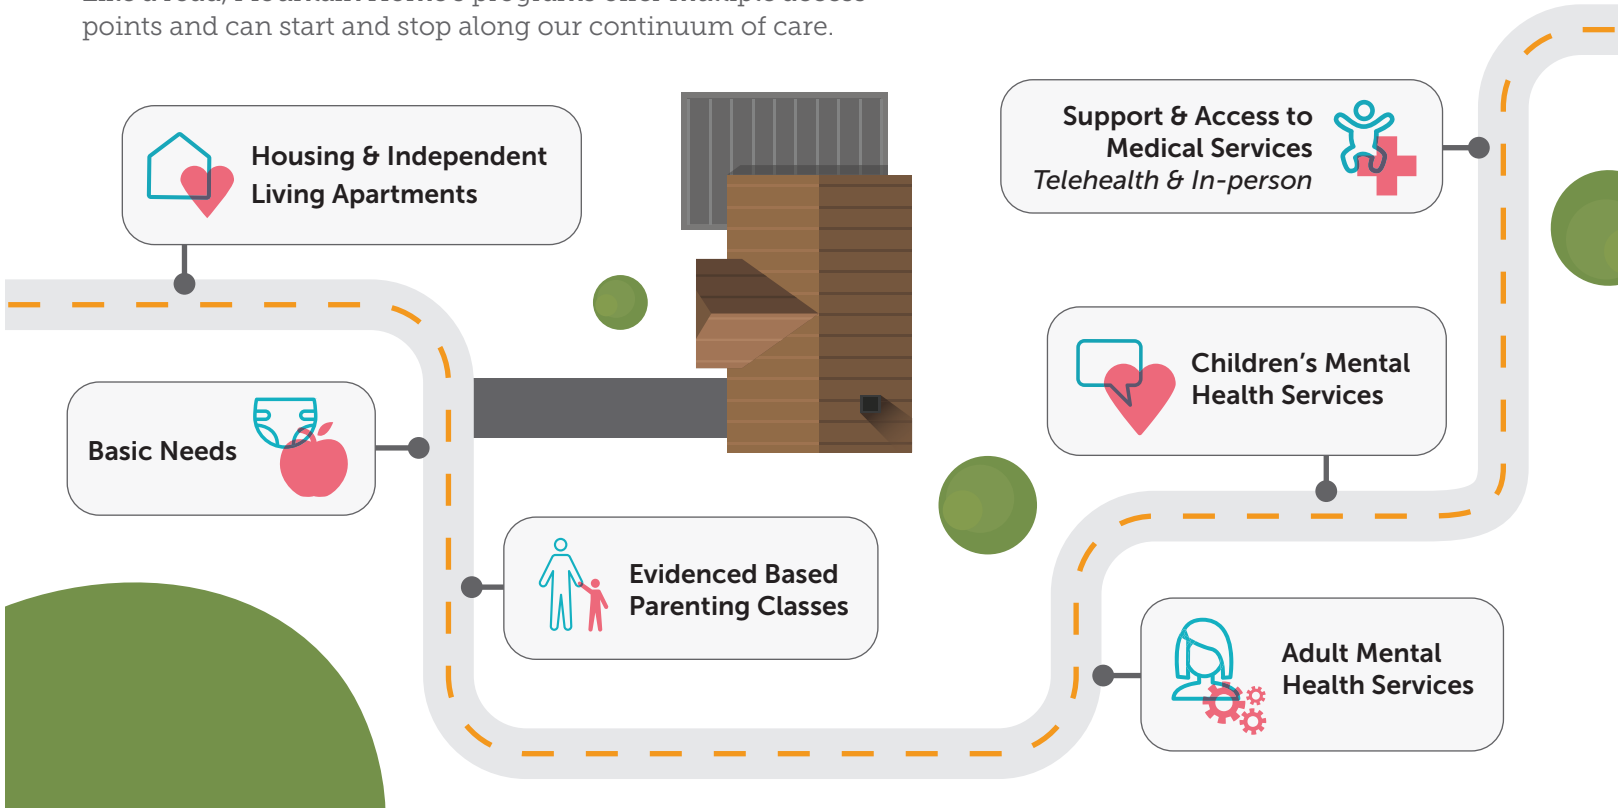 points and can start and stop along our continuum of care.
Housing & Independent
Living Apartments
Basic Needs
Evidenced Based
Parenting Classes
Adult Mental
Health Services
Children's Mental
Health Services
Support & Access to
Medical Services
Telehealth & In-person